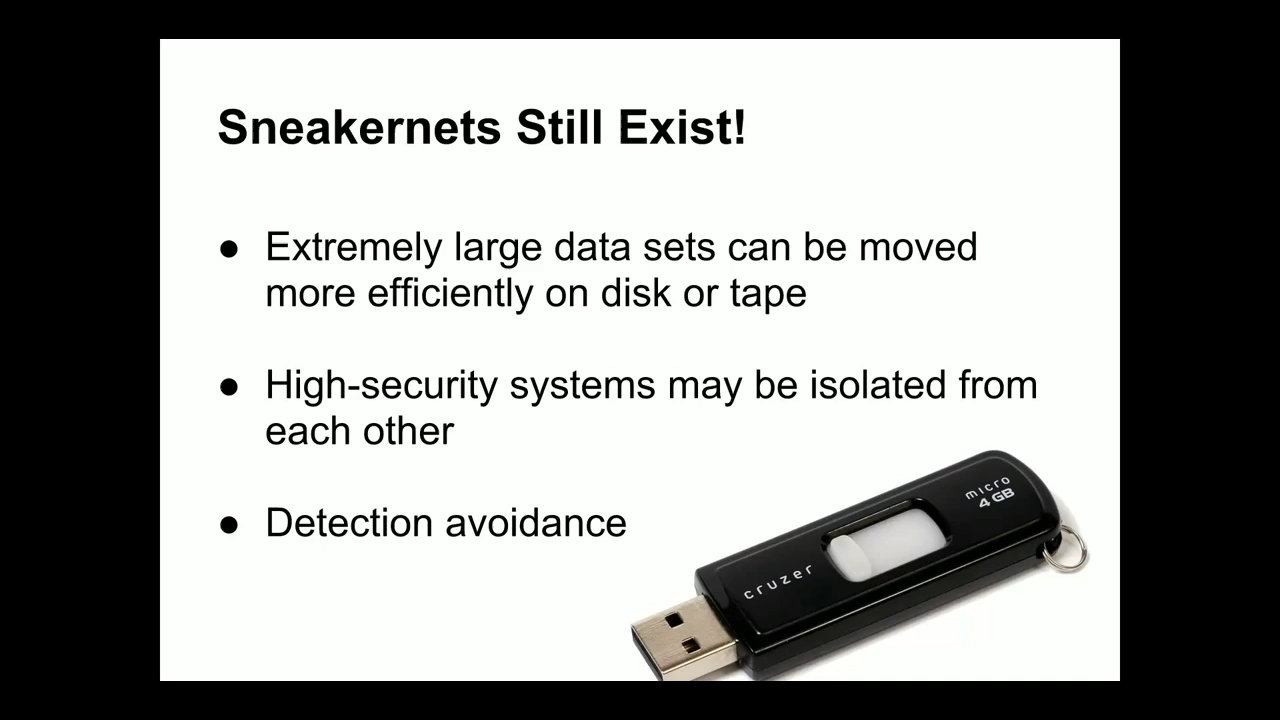 Sneakernets Still Exist!
● Extremely large data sets can be moved
more efficiently on disk or tape
● High-security systems may be isolated from
each other
● Detection avoidance
micro
4 GB
cruzer